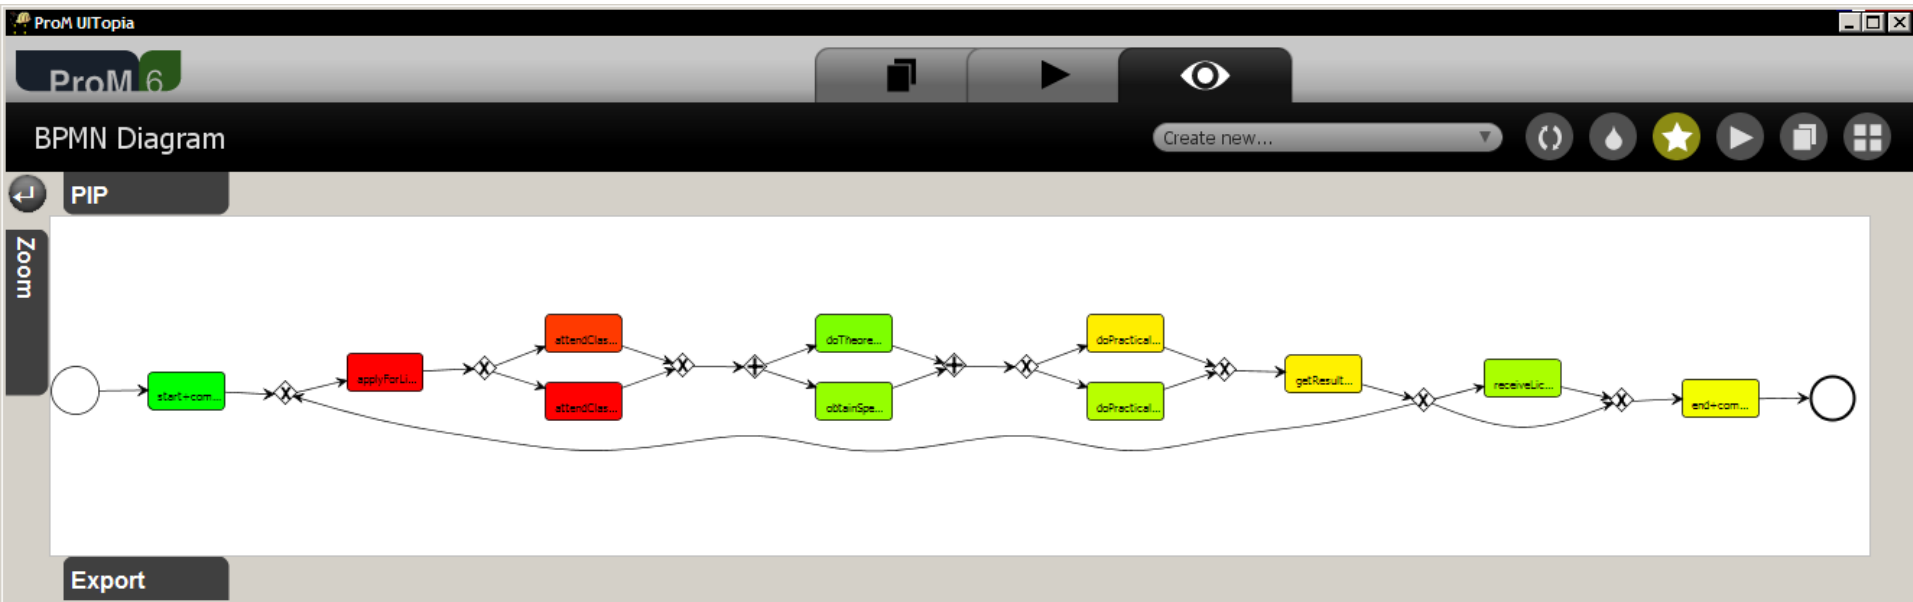 ProM UITopia
ProM 6
BPMN Diagram
Create new...
PIP
Zoom
start+com...
applyForLi...
attendClas...
attendClas...
doTheore...
obtainSpe...
doPractical...
doPractical...
getResult...
receiveLic...
end+com...
Export